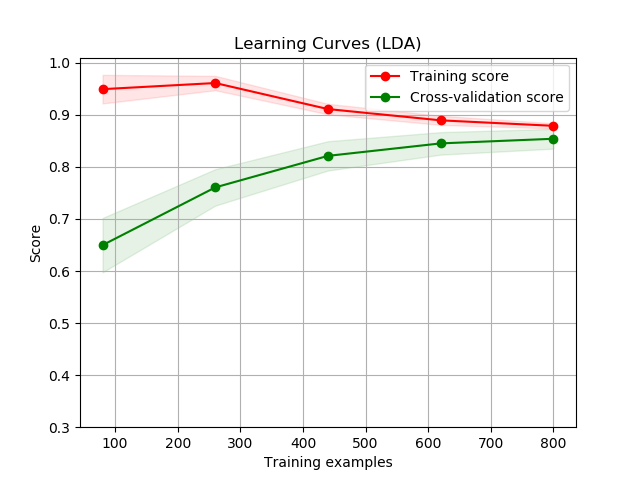 Learning Curves (LDA)
1.0
0.9
0.8
0.7
0.6
0.5
0.4
0.3
Score
Training score
Cross-validation score
100 200 300 400 500 600 700 800
Training examples